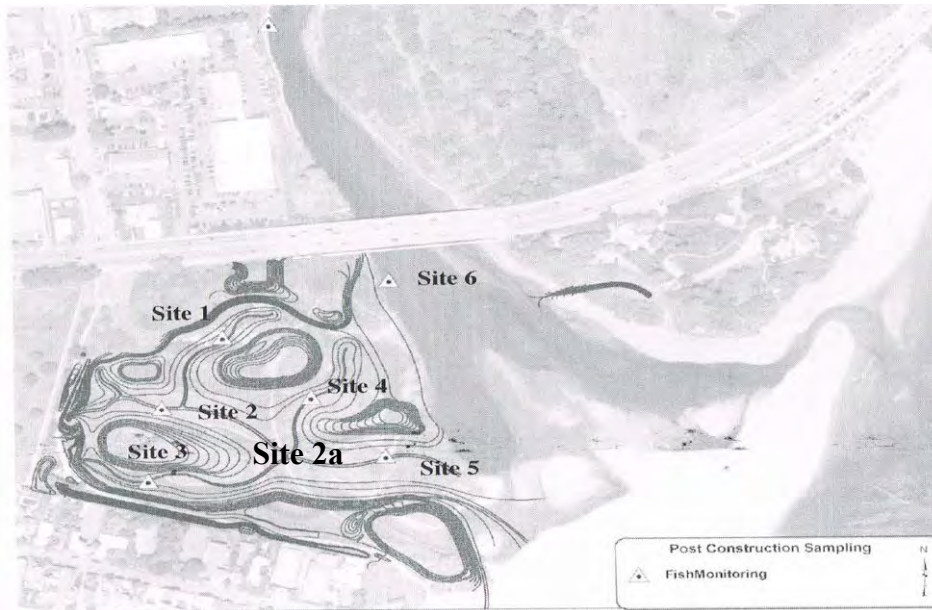 Site 6
Site 1
Site 4
Site 2
Site 3
Site 2a
Site 5
Post Construction Sampling
N
FishMonitoring